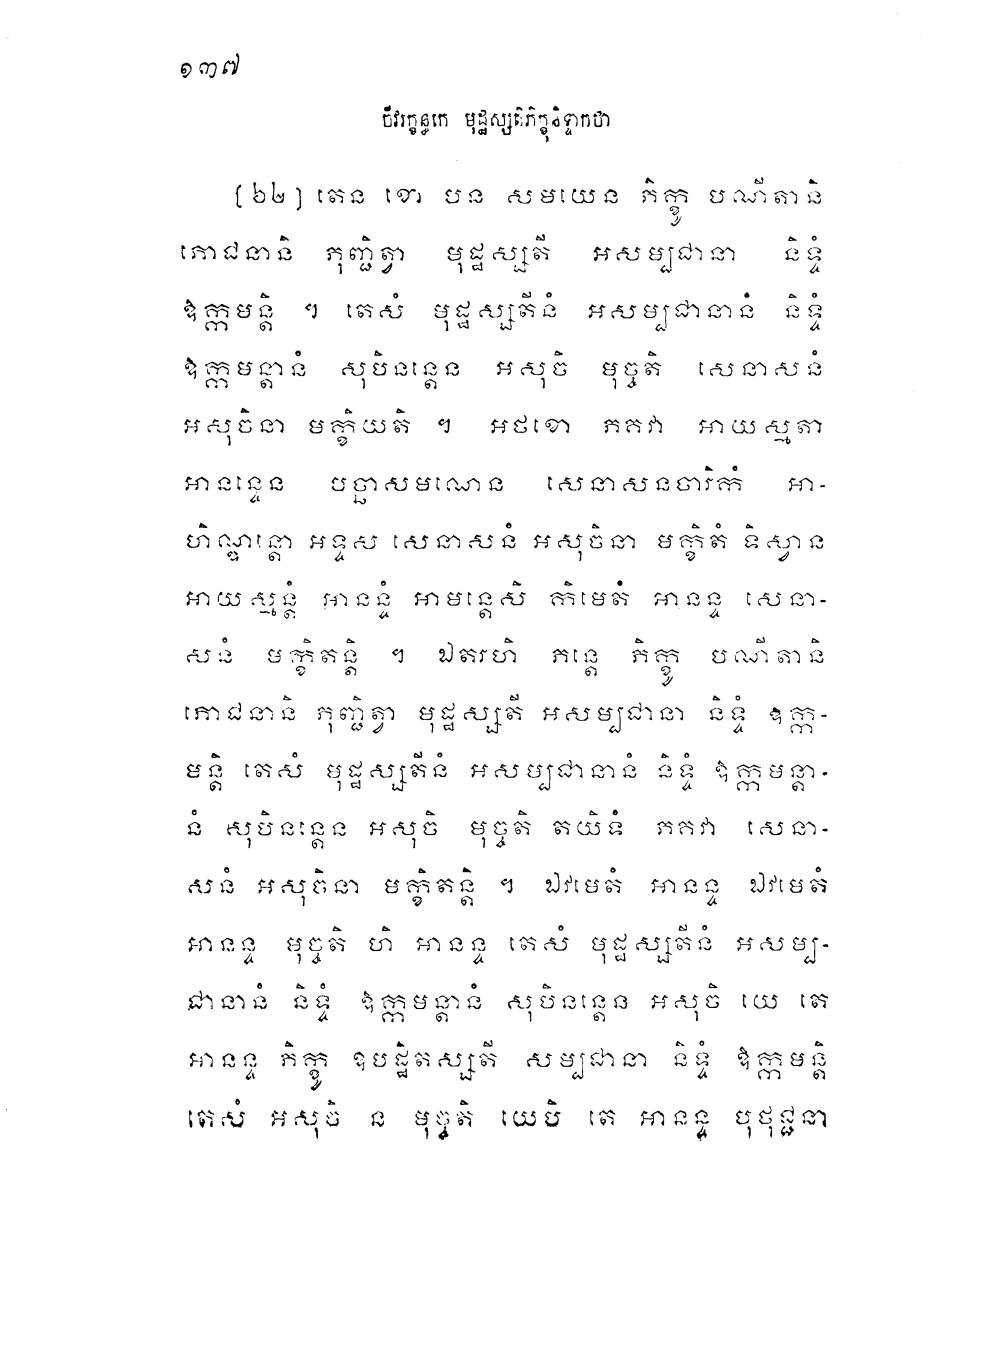 ១៣៧
ចីវរក្ខន្ធកេ មុដ្ឋស្សតិភិក្ខុនិទ្ទកថា
[៦២] តេន ខោ បន សមយេន ភិក្ខូ បណីតានិ
ភោជនានិ ភុញ្ជិត្វា មុដ្ឋស្សតី អសម្បជានា និទ្ទំ
ឱក្កមន្តិ ។ តេសំ មុដ្ឋស្សតីនំ អសម្បជានានំ និទ្ទំ
ឱក្កមន្តានំ សុបិនន្តេន អសុចិ មុច្ចតិ សេនាសនំ
អសុចិនា មក្ខិយតិ ។ អថខោ ភគវា អាយស្មតា
អានន្ទេន បច្ឆាសមណេន សេនាសនចារិកំ អា-
ហិណ្ឌន្តោ អទ្ទស សេនាសនំ អសុចិនា មក្ខិតំ ទិស្វាន
អាយស្មន្តំ អានន្ទំ អាមន្តេសិ កិមេតំ អានន្ទ សេនា-
សនំ មក្ខិតន្តិ ។ ឯតរហិ ភន្តេ ភិក្ខូ បណីតានិ
ភោជនានិ ភុញ្ជិត្វា មុដ្ឋស្សតី អសម្បជានា និទ្ទំ ឱក្ក-
មន្តិ តេសំ មុដ្ឋស្សតីនំ អសម្បជានានំ និទ្ទំ ឱក្កមន្តា-
នំ សុបិនន្តេន អសុចិ មុច្ចតិ តយិទំ ភគវា សេនា-
សនំ អសុចិនា មក្ខិតន្តិ ។ ឯវមេតំ អានន្ទ ឯវមេតំ
អានន្ទ មុច្ចតិ ហិ អានន្ទ តេសំ មុដ្ឋស្សតីនំ អសម្ប-
ជានានំ និទ្ទំ ឱក្កមន្តានំ សុបិនន្តេន អសុចិ យេ តេ
អានន្ទ ភិក្ខូ ឧបដ្ឋិតស្សតី សម្បជានា និទ្ទំ ឱក្កមន្តិ
តេសំ អសុចិ ន មុច្ចតិ យេបិ តេ អានន្ទ បុថុជ្ជនា